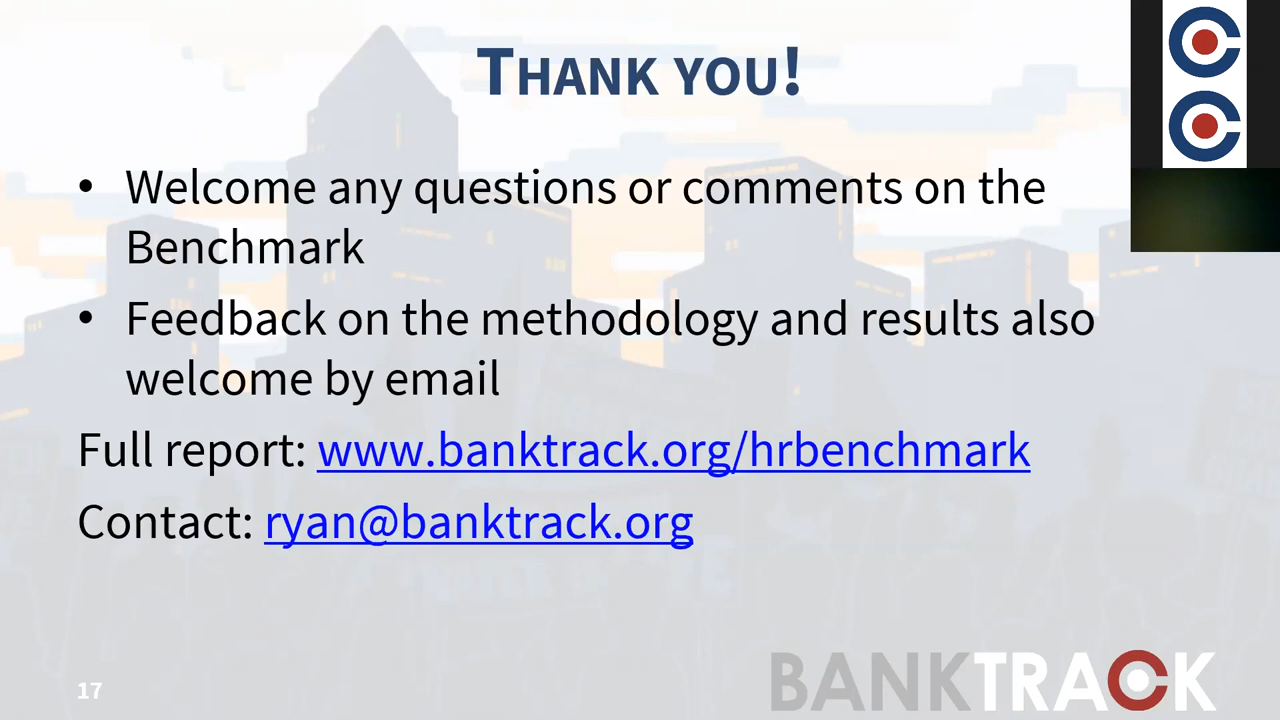 THANK YOU!
• Welcome any questions or comments on the
Benchmark
• Feedback on the methodology and results also
welcome by email
Full report: www.banktrack.org/hrbenchmark
Contact: ryan@banktrack.org
17
BANKTRACK